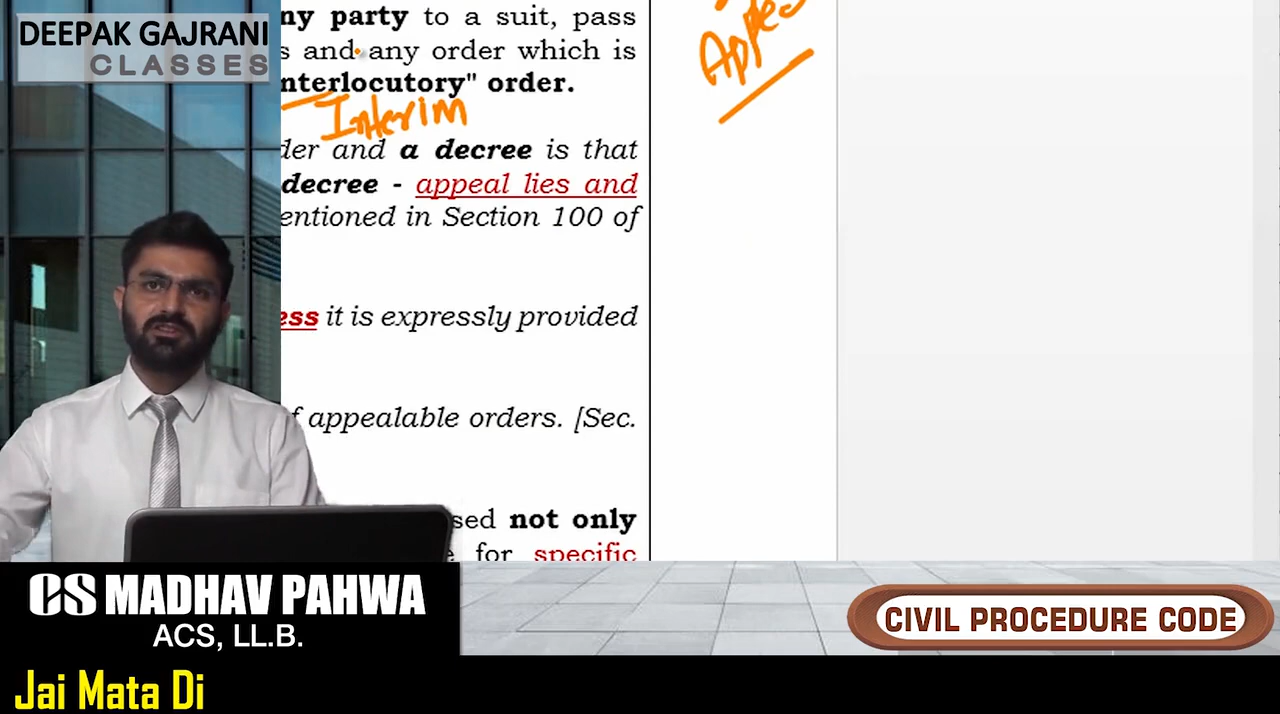 DEEPAK GAJRANI
CLASSES
ny party to a suit, pass
s and any order which is
nterlocutory" order.
Interim
der and a decree is that
decree - appeal lies and
entioned in Section 100 of
ess it is expressly provided
f appealable orders. [Sec.
sed not only
e for specific
CS MADHAV PAHWA
ACS, LL.B.
CIVIL PROCEDURE CODE
Jai Mata Di